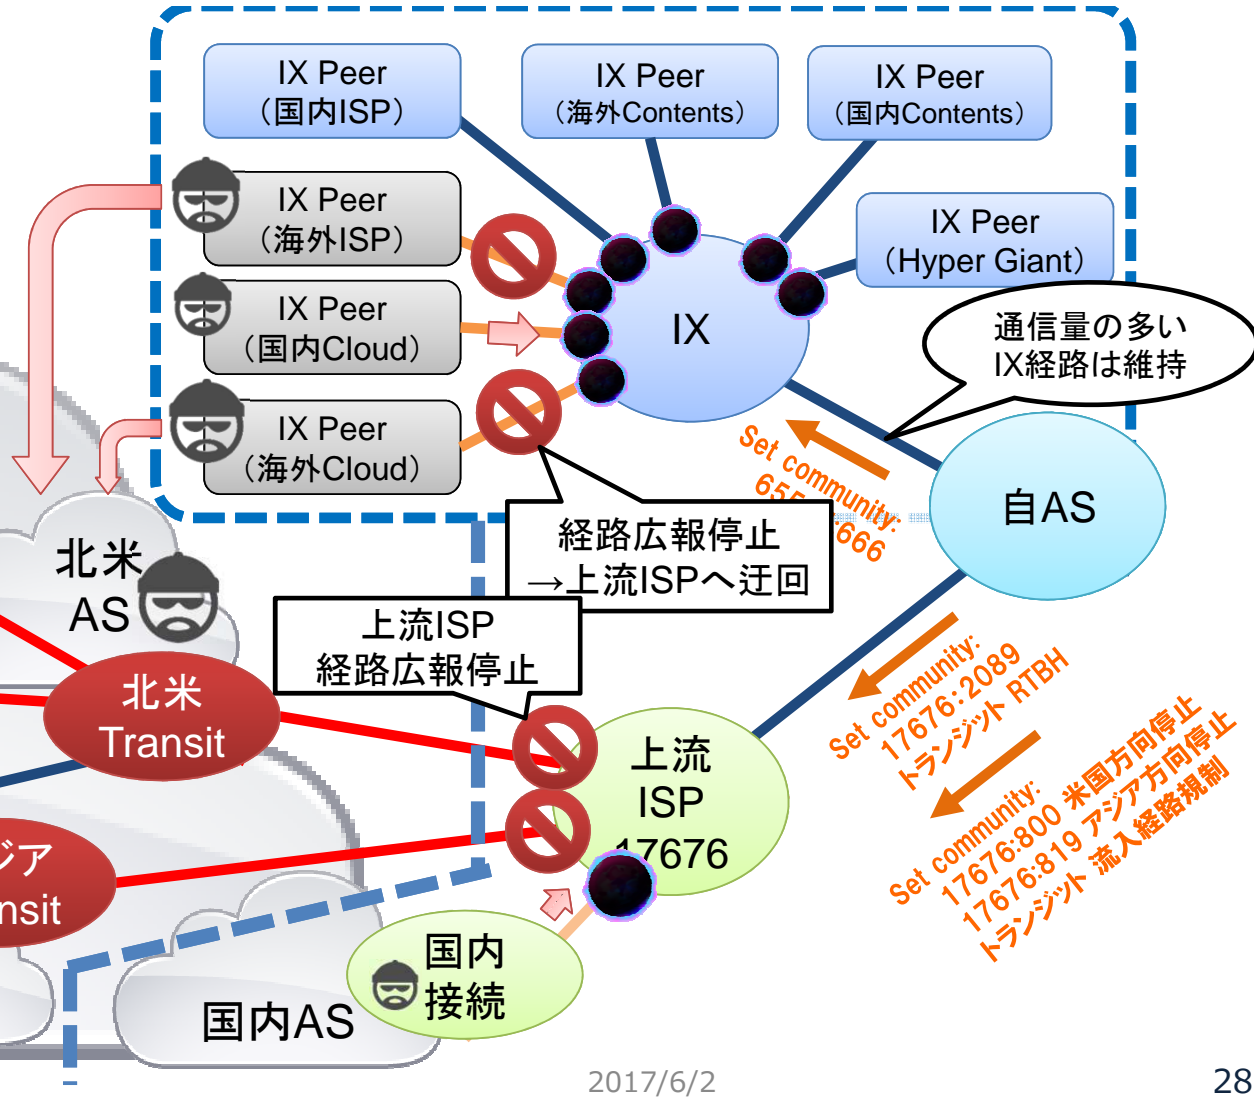 IX Peer
（国内ISP）
IX Peer
（海外Contents）
IX Peer
（国内Contents）
IX Peer
（海外ISP）
IX Peer
（Hyper Giant）
IX Peer
（国内Cloud）
IX
通信量の多い
IX経路は維持
IX Peer
（海外Cloud）
Set community:
666
自AS
経路広報停止
→上流ISPへ迂回
北米
AS
上流ISP
経路広報停止
北米
Transit
Set community:
17676:2089
トランジット RTBH
上流
ISP
17676
Set community:
17676:800 米国方向停止
17676:819 アジア方向停止
トランジット 流入経路規制
ジア
nsit
国内
接続
国内AS
2017/6/2
28